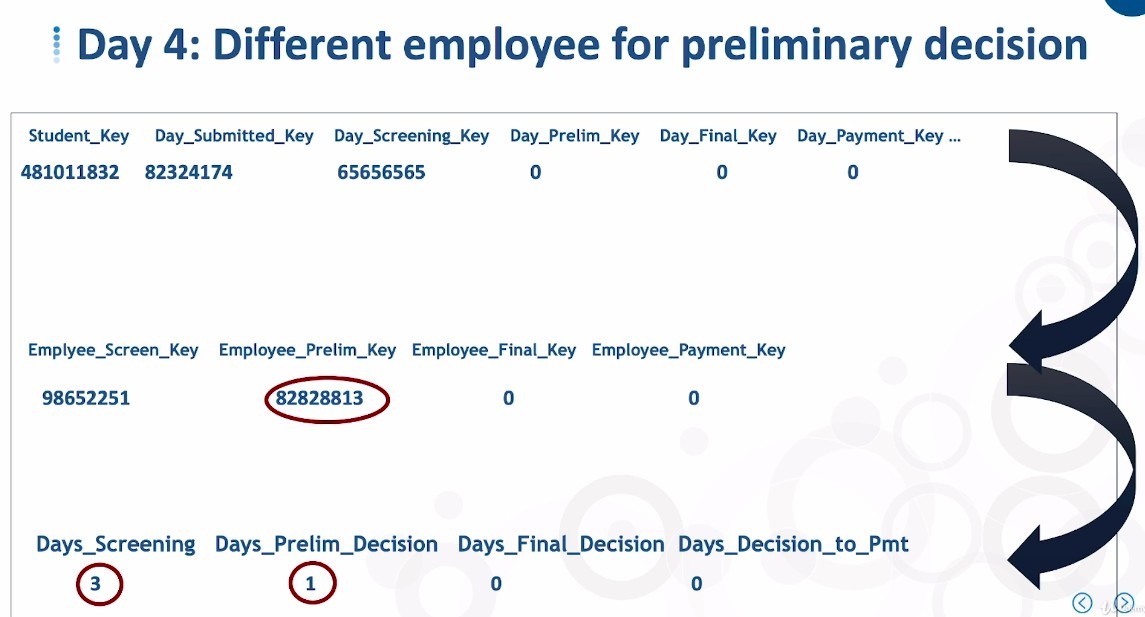 Day 4: Different employee for preliminary decision
Student_Key Day_Submitted_Key Day_Screening_Key Day_Prelim_Key Day_Final_Key Day_Payment_Key ...
481011832 82324174 65656565 0 0 0
Emplyee_Screen_Key Employee_Prelim_Key Employee_Final_Key Employee_Payment_Key
98652251 82828813 0 0
Days_Screening Days_Prelim_Decision Days_Final_Decision Days_Decision_to_Pmt
3 1 0 0